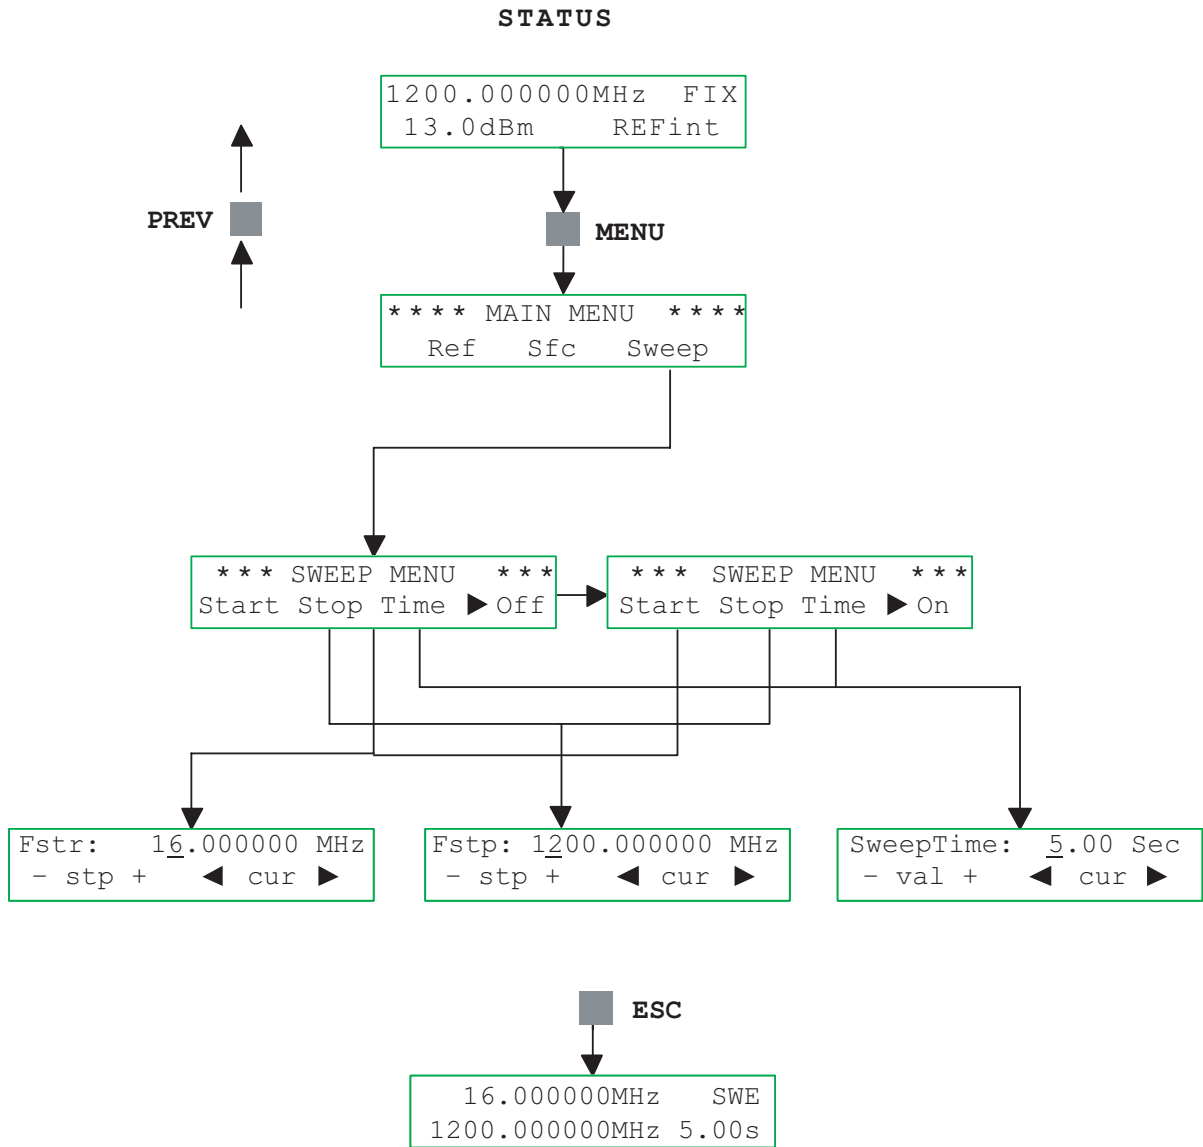 STATUS
1200.000000MHz FIX
13.0dBm REFint
PREV
MENU
**** MAIN MENU ****
Ref Sfc Sweep
*** SWEEP MENU ***
Start Stop Time ▶Off
*** SWEEP MENU ***
Start Stop Time ▶On
Fstr: 16.000000 MHz
- stp + ◀ cur ▶
Fstp: 1200.000000 MHz
- stp + ◀ cur ▶
SweepTime: 5.00 Sec
- val + ◀ cur ▶
ESC
16.000000MHz SWE
1200.000000MHz 5.00s